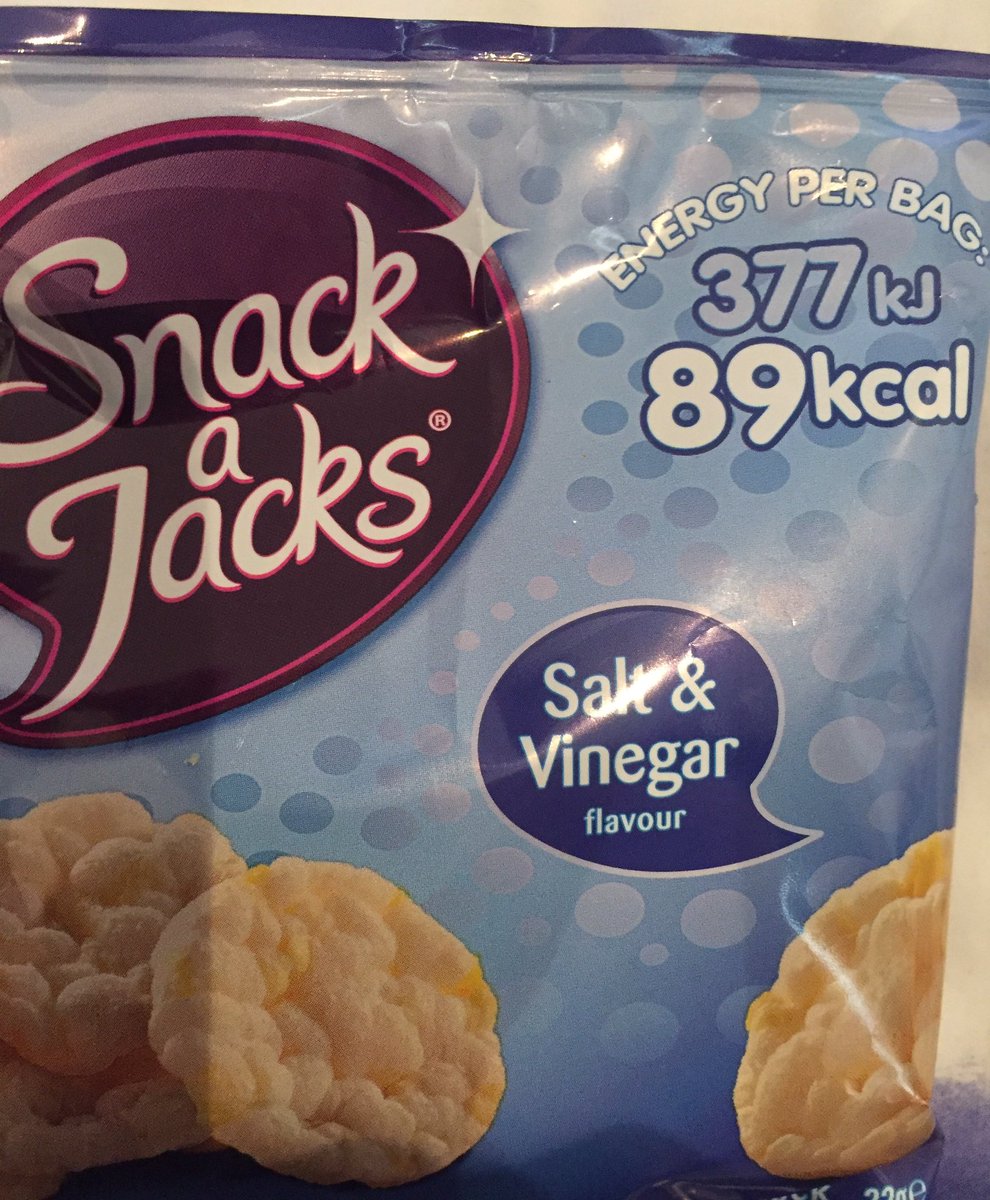 Snack
a
Jacks®
ENERGY PER BAG:
377 kJ
89kcal
Salt &
Vinegar
flavour